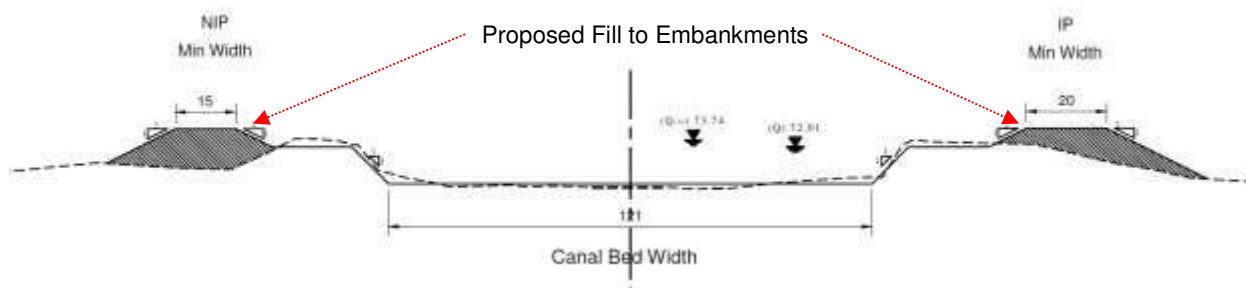 NIP
Min Width
Proposed Fill to Embankments
IP
Min Width
15
20
121
Canal Bed Width